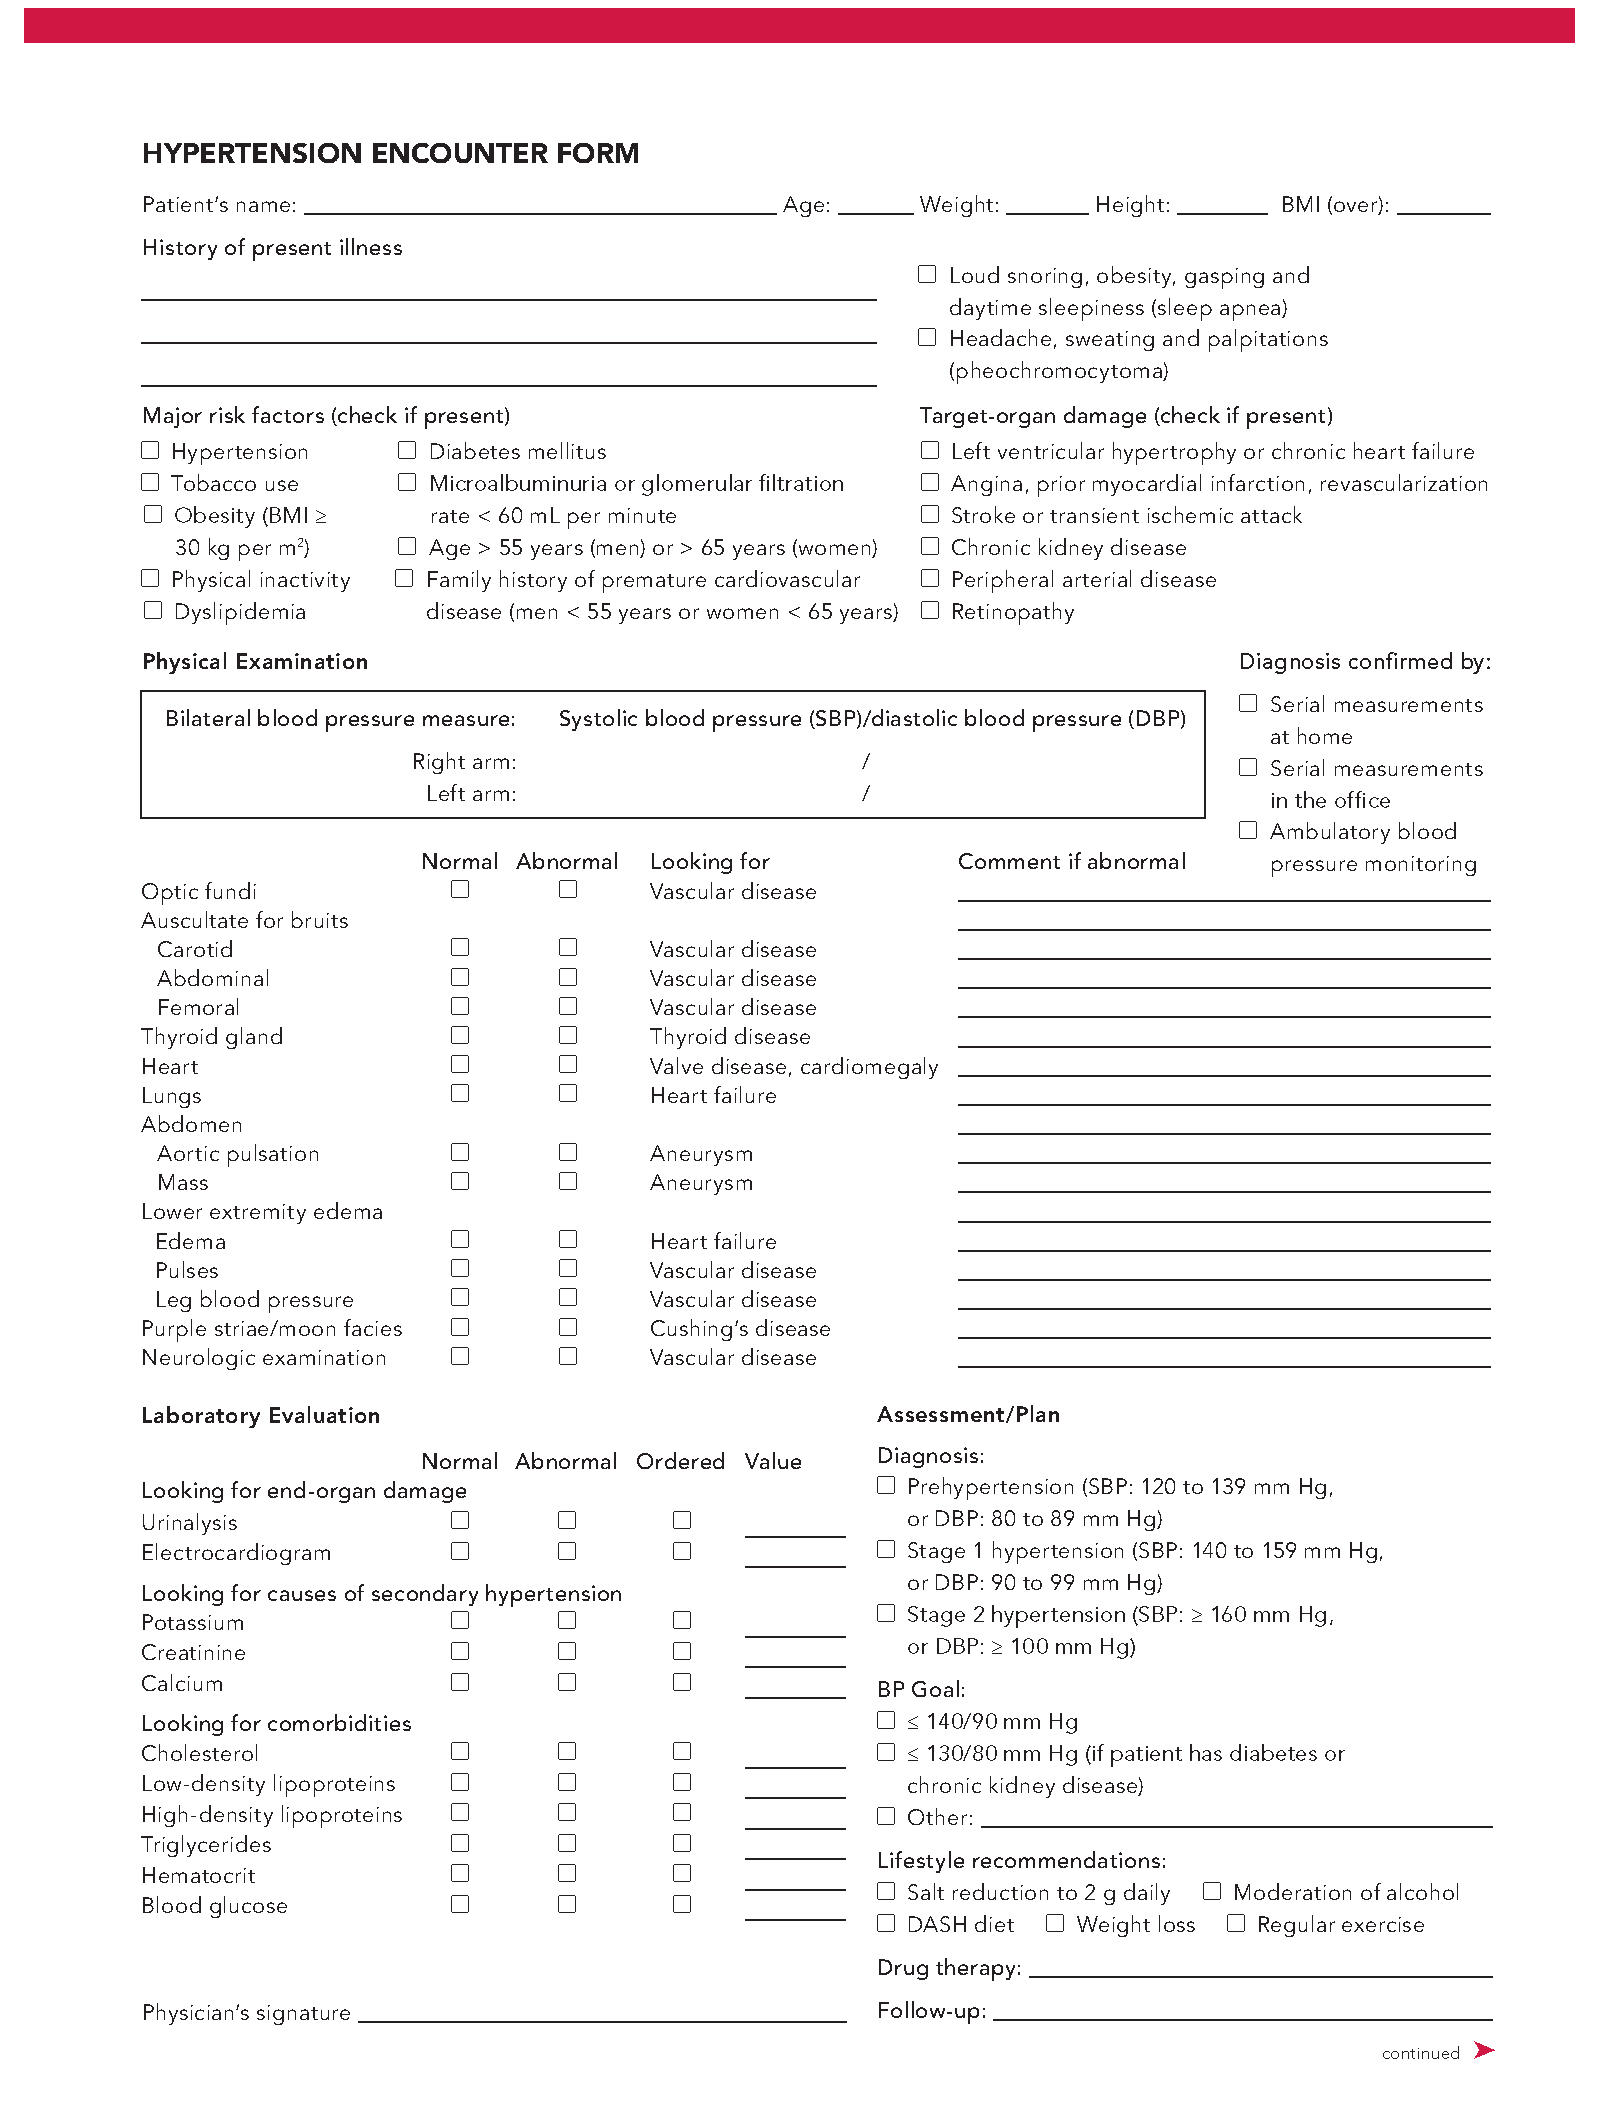 HYPERTENSION ENCOUNTER FORM
Patient’s name: Age: Weight: Height: BMI (over):
History of present illness
Loud snoring, obesity, gasping and
daytime sleepiness (sleep apnea)
Headache, sweating and palpitations
(pheochromocytoma)
Major risk factors (check if present)
Hypertension
Tobacco use
Obesity (BMI ≥
30 kg per m²)
Physical inactivity
Dyslipidemia
Diabetes mellitus
Microalbuminuria or glomerular filtration
rate < 60 mL per minute
Age > 55 years (men) or > 65 years (women)
Family history of premature cardiovascular
disease (men < 55 years or women < 65 years)
Target-organ damage (check if present)
Left ventricular hypertrophy or chronic heart failure
Angina, prior myocardial infarction, revascularization
Stroke or transient ischemic attack
Chronic kidney disease
Peripheral arterial disease
Retinopathy
Physical Examination
Bilateral blood pressure measure: Systolic blood pressure (SBP)/diastolic blood pressure (DBP)
Right arm: /
Left arm: /
Diagnosis confirmed by:
Serial measurements
at home
Serial measurements
in the office
Ambulatory blood
pressure monitoring
Normal Abnormal Looking for Comment if abnormal
Optic fundi Vascular disease
Auscultate for bruits
Carotid Vascular disease
Abdominal Vascular disease
Femoral Vascular disease
Thyroid gland Thyroid disease
Heart Valve disease, cardiomegaly
Lungs Heart failure
Abdomen
Aortic pulsation Aneurysm
Mass Aneurysm
Lower extremity edema
Edema Heart failure
Pulses Vascular disease
Leg blood pressure Vascular disease
Purple striae/moon facies Cushing’s disease
Neurologic examination Vascular disease
Laboratory Evaluation
Normal Abnormal Ordered Value
Looking for end-organ damage
Urinalysis
Electrocardiogram
Looking for causes of secondary hypertension
Potassium
Creatinine
Calcium
Looking for comorbidities
Cholesterol
Low-density lipoproteins
High-density lipoproteins
Triglycerides
Hematocrit
Blood glucose
Physician’s signature
Assessment/Plan
Diagnosis:
Prehypertension (SBP: 120 to 139 mm Hg,
or DBP: 80 to 89 mm Hg)
Stage 1 hypertension (SBP: 140 to 159 mm Hg,
or DBP: 90 to 99 mm Hg)
Stage 2 hypertension (SBP: ≥ 160 mm Hg,
or DBP: ≥ 100 mm Hg)
BP Goal:
≤ 140/90 mm Hg
≤ 130/80 mm Hg (if patient has diabetes or
chronic kidney disease)
Other:
Lifestyle recommendations:
Salt reduction to 2 g daily Moderation of alcohol
DASH diet Weight loss Regular exercise
Drug therapy:
Follow-up:
continued